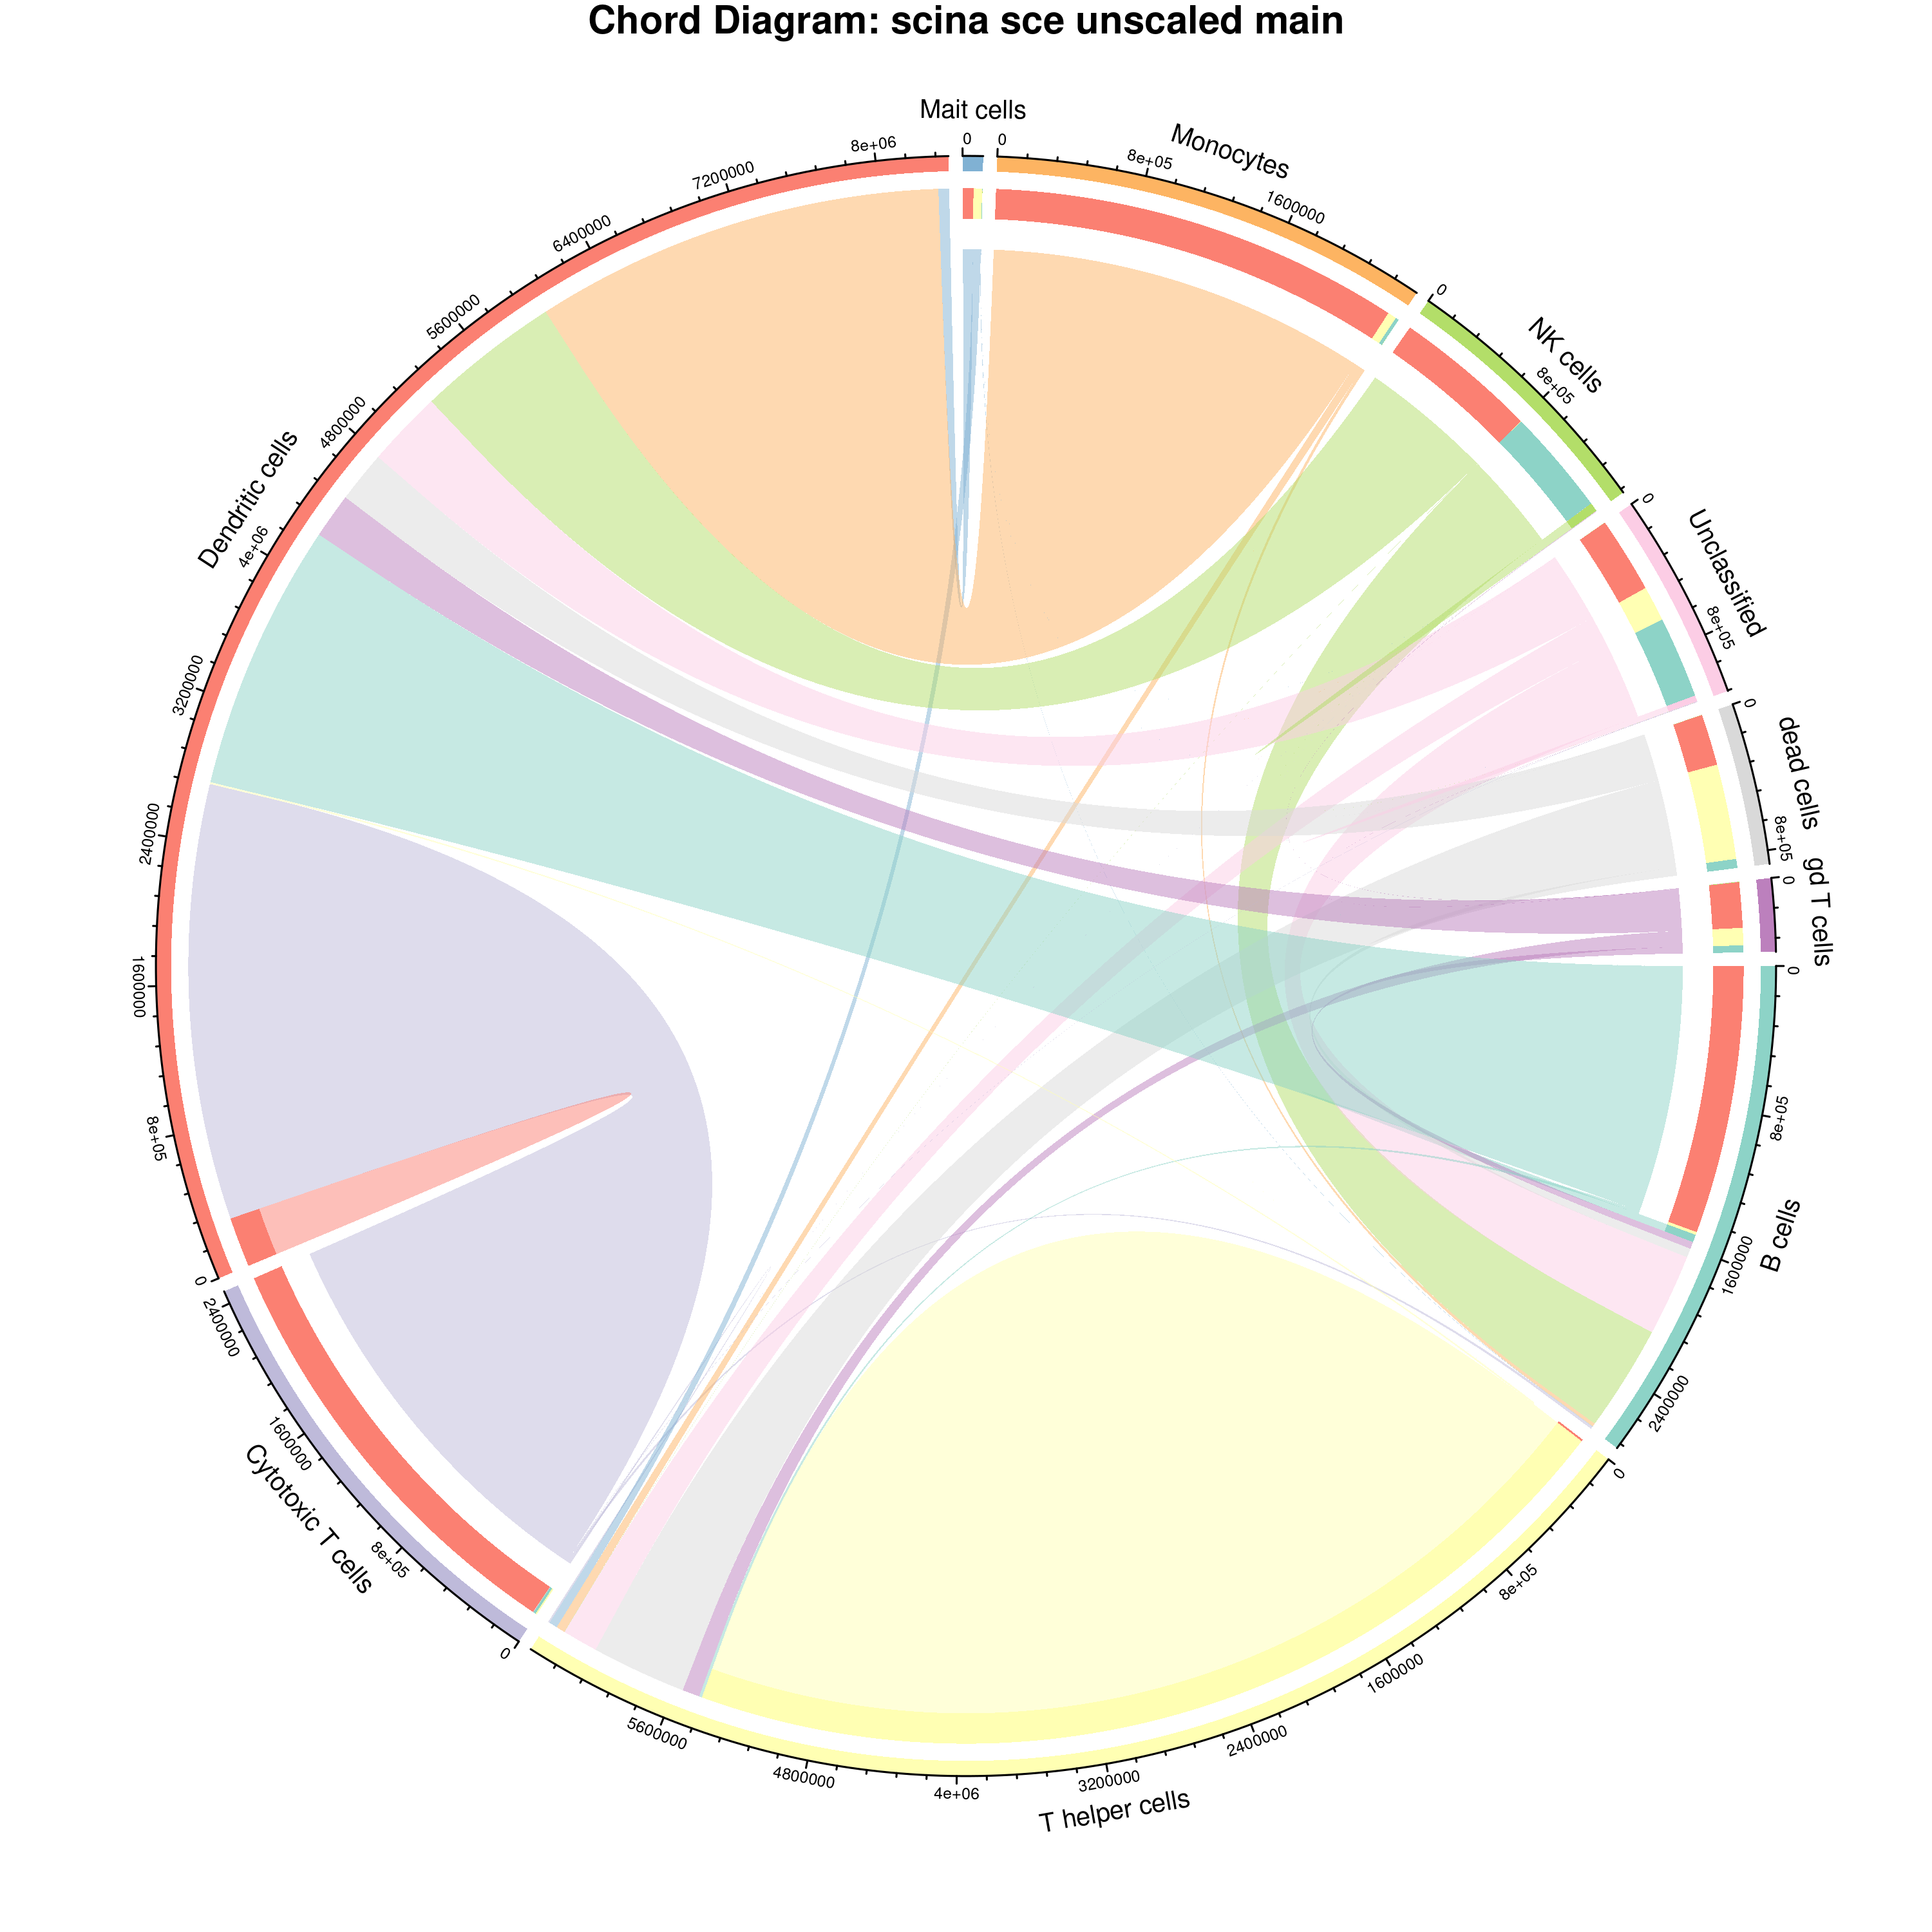 Chord Diagram: scina sce unscaled main
Mait cells
0
Monocytes
0
8e+05
1600000
NK cells
0
8e+05
Unclassified
0
8e+05
dead cells
0
8e+05
gd T cells
0
B cells
0
8e+05
1600000
2400000
T helper cells
0
8e+05
1600000
2400000
3200000
4e+06
4800000
5600000
Cytotoxic T cells
0
8e+05
1600000
2400000
Dendritic cells
0
8e+05
1600000
2400000
3200000
4e+06
4800000
5600000
6400000
7200000
8e+06